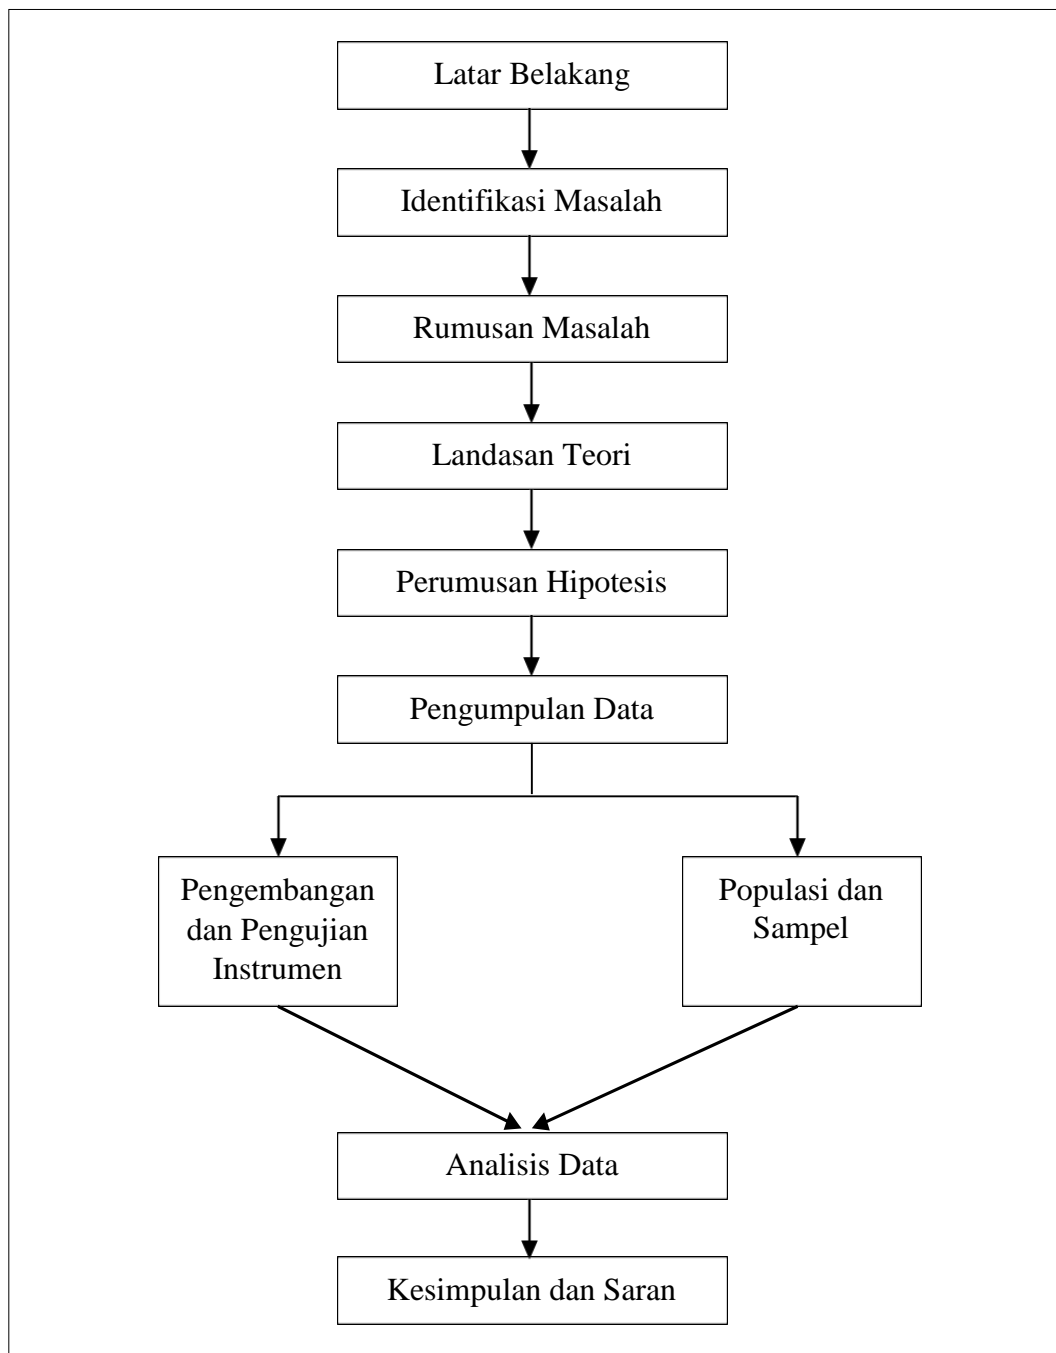 Latar Belakang
Identifikasi Masalah
Rumusan Masalah
Landasan Teori
Perumusan Hipotesis
Pengumpulan Data
Pengembangan
dan Pengujian
Instrumen
Populasi dan
Sampel
Analisis Data
Kesimpulan dan Saran